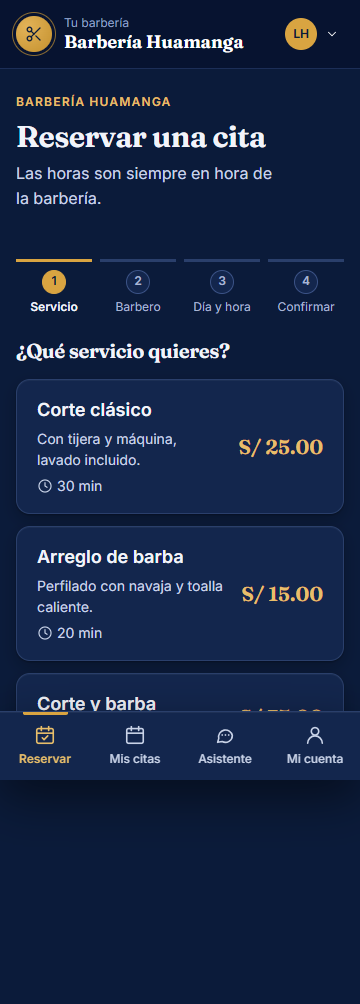 Tu barbería
Barbería Huamanga
LH
BARBERÍA HUAMANGA
Reservar una cita
Las horas son siempre en hora de
la barbería.
1
2
3
4
Servicio
Barbero
Día y hora
Confirmar
¿Qué servicio quieres?
Corte clásico
Con tijera y máquina,
lavado incluido.
S/ 25.00
30 min
Arreglo de barba
Perfilado con navaja y toalla
caliente.
S/ 15.00
20 min
Corte y barba
Reservar
Mis citas
Asistente
Mi cuenta